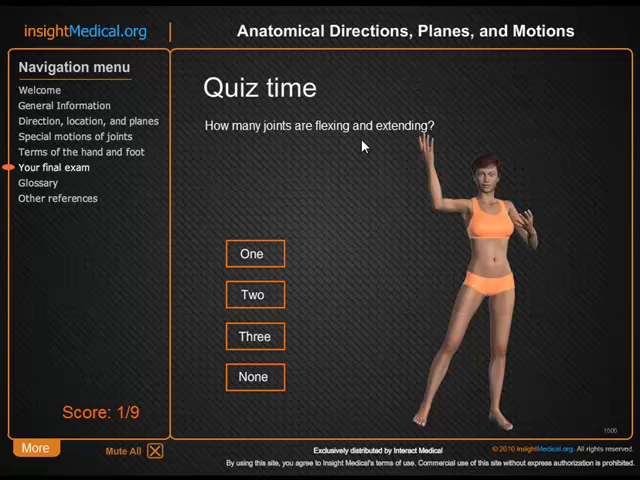 insightMedical.org
Anatomical Directions, Planes, and Motions
Navigation menu
Welcome
General Information
Direction, location, and planes
Special motions of joints
Terms of the hand and foot
Your final exam
Glossary
Other references
Quiz time
How many joints are flexing and extending?
One
Two
Three
None
Score: 1/9
More
Mute All
Exclusively distributed by Interact Medical
© 2010 insightMedical.org. All rights reserved.
By using this site, you agree to Insight Medical's terms of use. Commercial use of this site without express authorization is prohibited.